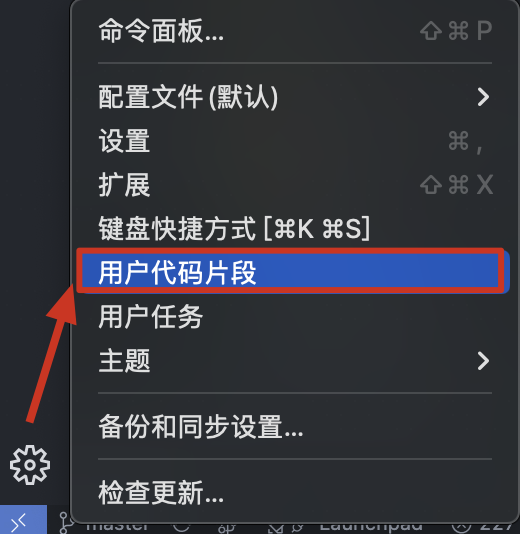 命令面板... ⇧⌘P
配置文件 (默认)
设置 ⌘,
扩展 ⇧⌘X
键盘快捷方式 [⌘K ⌘S]
用户代码片段
用户任务
主题
备份和同步设置...
检查更新...
master Launchpad 227